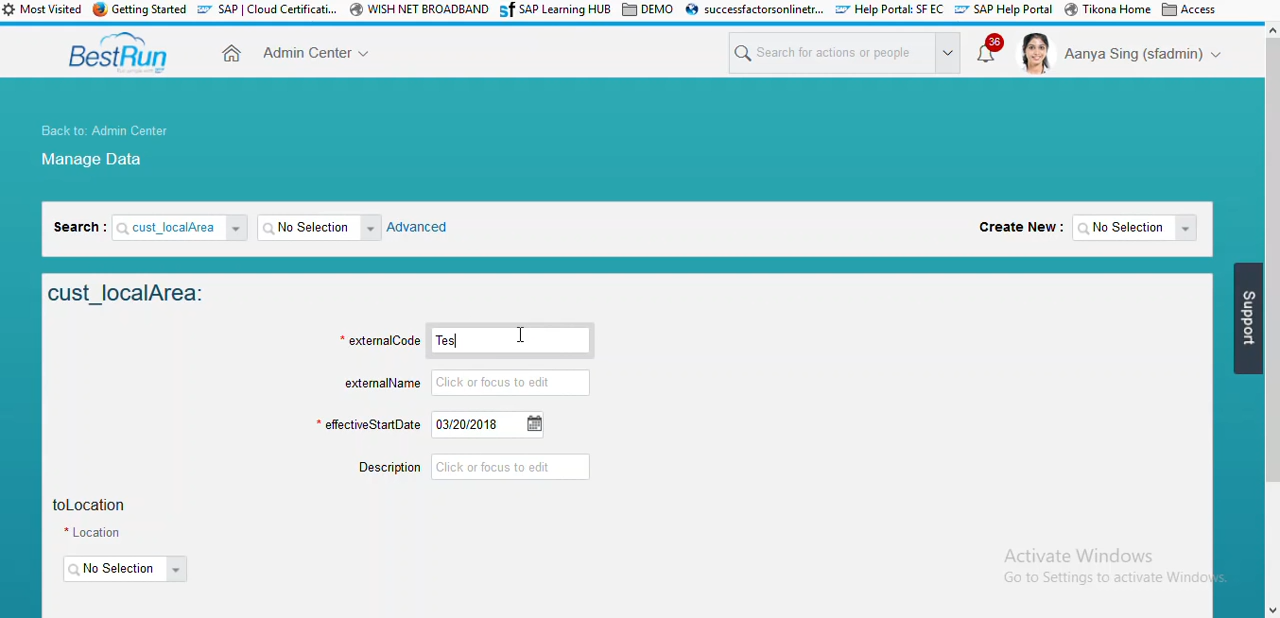 Most Visited Getting Started SAP | Cloud Certificati... WISH NET BROADBAND SAP Learning HUB DEMO successfactorsonlinetr... Help Portal: SF EC SAP Help Portal Tikona Home Access
BestRun Admin Center Search for actions or people 36 Aanya Sing (sfadmin)
Back to: Admin Center
Manage Data
Search : cust_localArea No Selection Advanced Create New : No Selection
Support
cust_localArea:
* externalCode Tes
externalName Click or focus to edit
* effectiveStartDate 03/20/2018
Description Click or focus to edit
toLocation
* Location
No Selection
Activate Windows
Go to Settings to activate Windows.